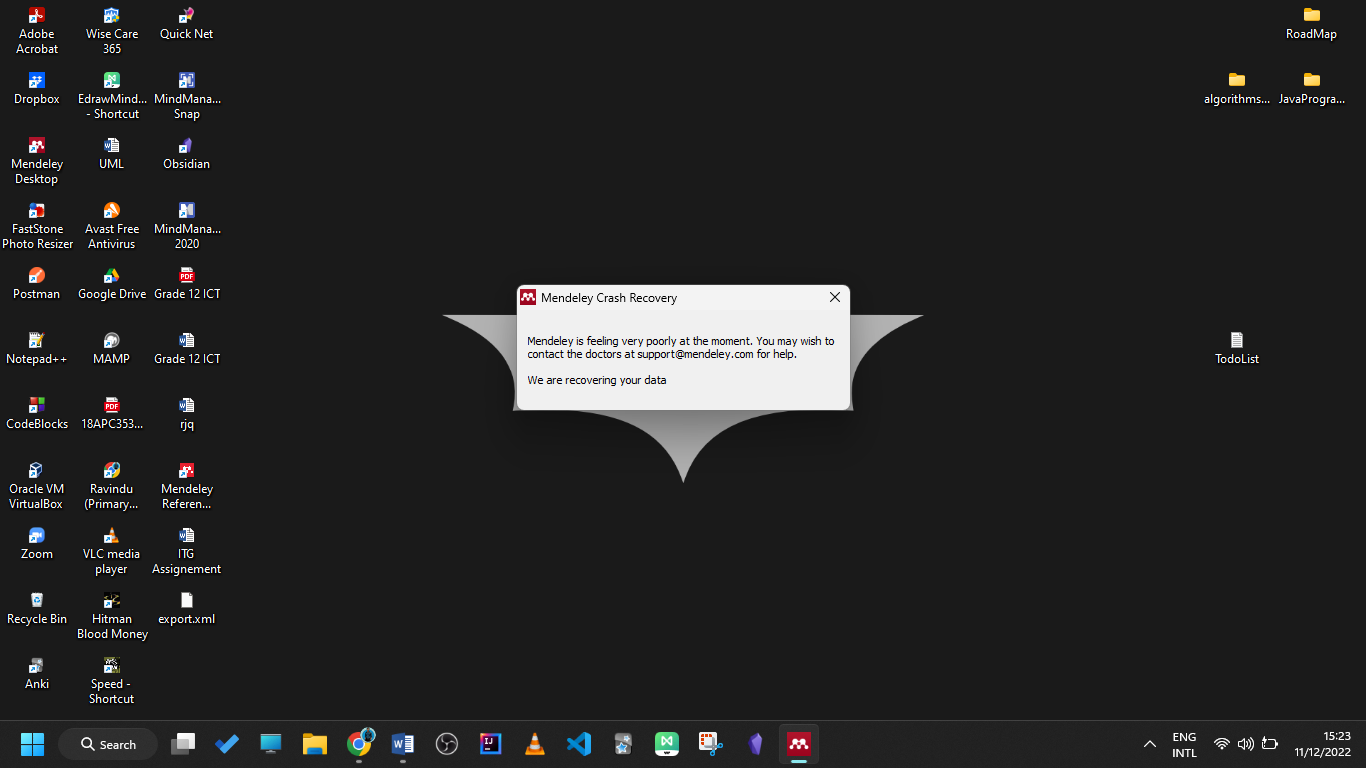 Adobe
Acrobat
Wise Care
365
Quick Net
Dropbox
EdrawMind...
- Shortcut
MindMana...
Snap
Mendeley
Desktop
UML
Obsidian
FastStone
Photo Resizer
Avast Free
Antivirus
MindMana...
2020
Postman
Google Drive
Grade 12 ICT
Notepad++
MAMP
Grade 12 ICT
CodeBlocks
18APC353...
rjq
Oracle VM
VirtualBox
Ravindu
(Primary...
Mendeley
Referen...
Zoom
VLC media
player
ITG
Assignement
Recycle Bin
Hitman
Blood Money
export.xml
Anki
Speed -
Shortcut
Mendeley Crash Recovery
Mendeley is feeling very poorly at the moment. You may wish to
contact the doctors at support@mendeley.com for help.
We are recovering your data
RoadMap
algorithms...
JavaProgra...
TodoList
Search
ENG
INTL
15:23
11/12/2022